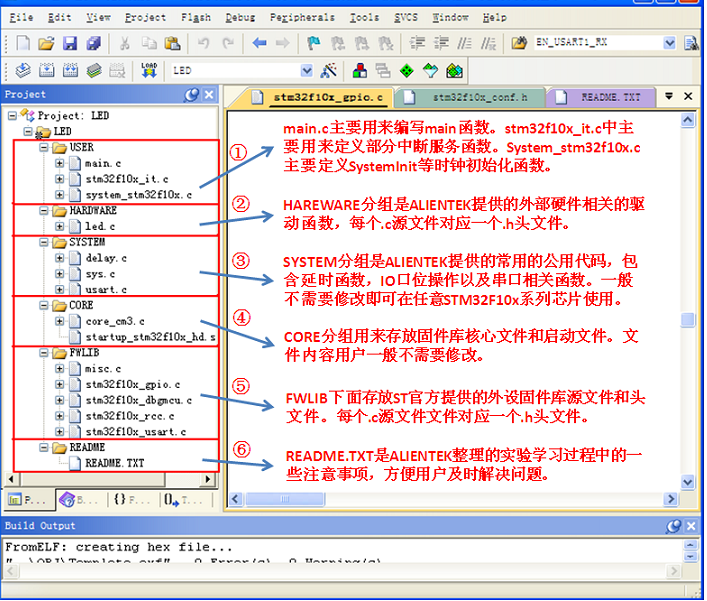 File Edit View Project Flash Debug Peripherals Tools SVCS Window Help
EN_USART1_RX
LOAD
LED
Project
stm32f10x_gpio.c
stm32f10x_conf.h
README.TXT
Project: LED
LED
USER
main.c
stm32f10x_it.c
system_stm32f10x.c
HARDWARE
led.c
SYSTEM
delay.c
sys.c
usart.c
CORE
core_cm3.c
startup_stm32f10x_hd.s
FWLIB
misc.c
stm32f10x_gpio.c
stm32f10x_dbgmcu.c
stm32f10x_rcc.c
stm32f10x_usart.c
README
README.TXT
①
main.c主要用来编写main函数。stm32f10x_it.c中主
要用来定义部分中断服务函数。System_stm32f10x.c
主要定义SystemInit等时钟初始化函数。
②
HAREWARE分组是ALIENTEK提供的外部硬件相关的驱
动函数，每个.c源文件对应一个.h头文件。
③
SYSTEM分组是ALIENTEK提供的常用的公用代码，包
含延时函数，IO口位操作以及串口相关函数。一般
不需要修改即可在任意STM32F10x系列芯片使用。
④
CORE分组用来存放固件库核心文件和启动文件。文
件内容用户一般不需要修改。
⑤
FWLIB下面存放ST官方提供的外设固件库源文件和头
文件。每个.c源文件文件对应一个.h头文件。
⑥
README.TXT是ALIENTEK整理的实验学习过程中的一
些注意事项，方便用户及时解决问题。
P... B... {} F... 0, T...
Build Output
FromELF: creating hex file...
"..\OBJ\Template.axf" - 0 Error(s), 0 Warning(s).